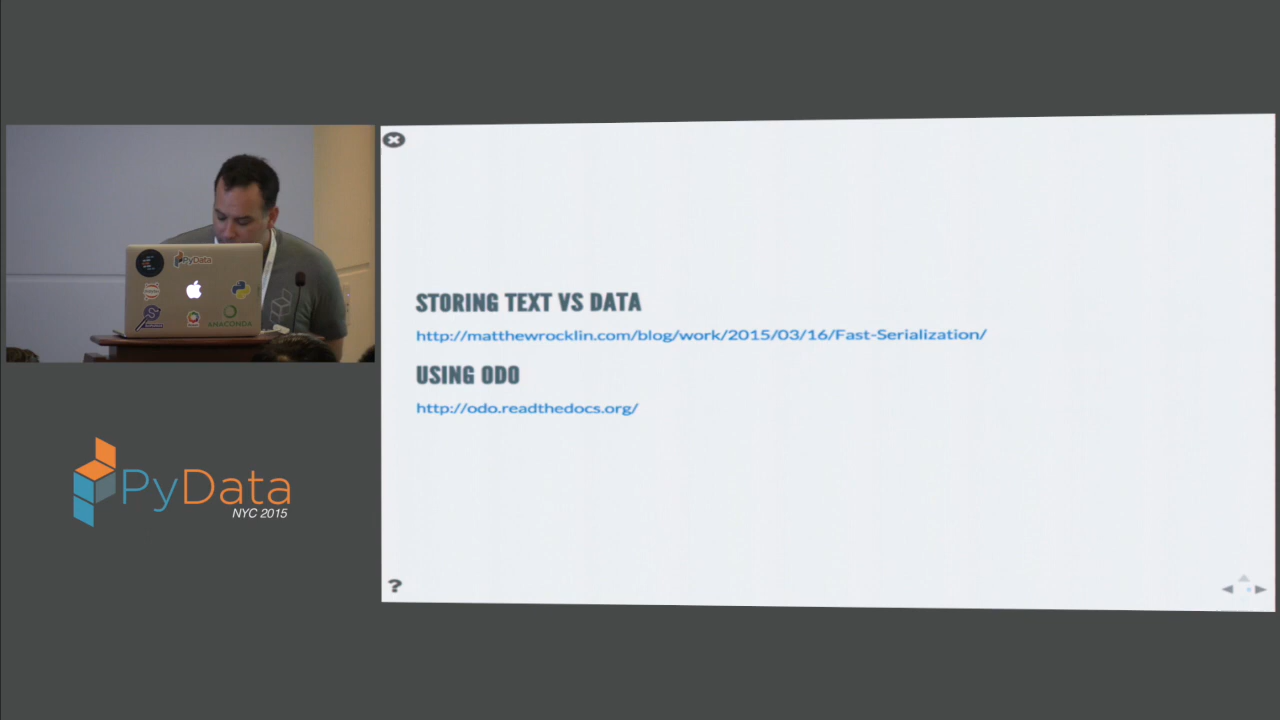 STORING TEXT VS DATA
http://matthewrocklin.com/blog/work/2015/03/16/Fast-Serialization/
USING ODO
http://odo.readthedocs.org/
?
PyData
ANACONDA
PyData
NYC 2015